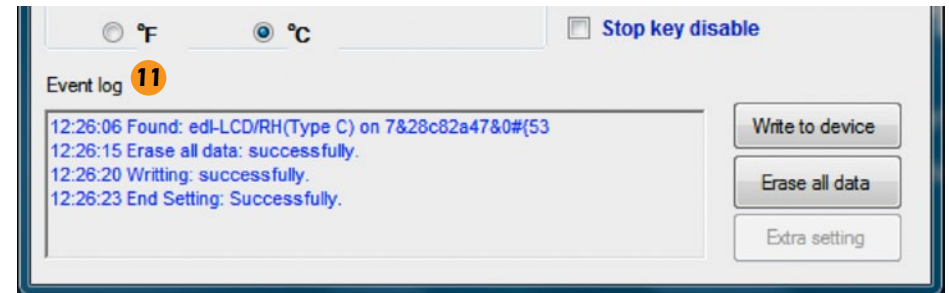 °F °C Stop key disable
Event log 11
12:26:06 Found: edl-LCD/RH(Type C) on 7&28c82a47&0#{53
12:26:15 Erase all data: successfully.
12:26:20 Writting: successfully.
12:26:23 End Setting: Successfully.
Write to device
Erase all data
Extra setting